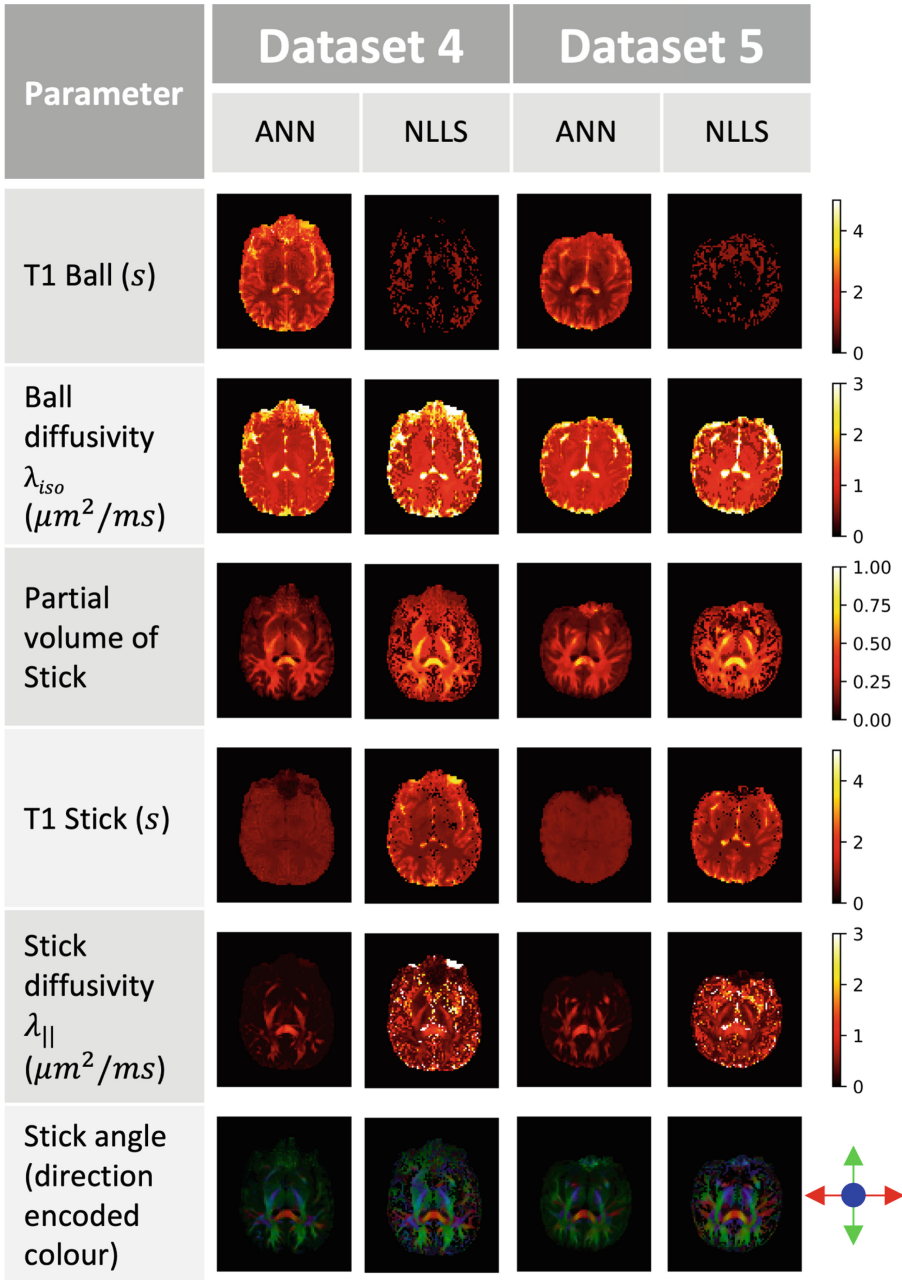 Parameter
Dataset 4
Dataset 5
ANN
NLLS
ANN
NLLS
T1 Ball (s)
4
2
0
Ball
diffusivity
λiso
(μm²/ms)
3
2
1
0
Partial
volume of
Stick
1.00
0.75
0.50
0.25
0.00
T1 Stick (s)
4
2
0
Stick
diffusivity
λ||
(μm²/ms)
3
2
1
0
Stick angle
(direction
encoded
colour)